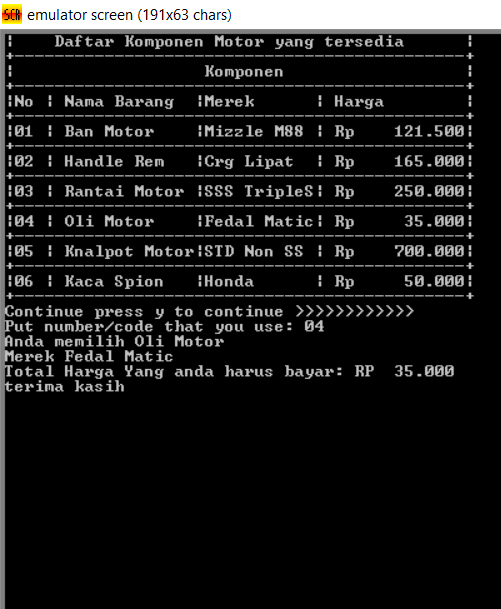 emulator screen (191x63 chars)
¦    Daftar Komponen Motor yang tersedia      ¦
+---------------------------------------------+
¦                   Komponen                  ¦
+---------------------------------------------+
¦No ¦ Nama Barang  ¦Merek      ¦ Harga        ¦
+---------------------------------------------+
¦01 ¦ Ban Motor    ¦Mizzle M88 ¦ Rp    121.500¦
+---------------------------------------------+
¦02 ¦ Handle Rem   ¦Crg Lipat  ¦ Rp    165.000¦
+---------------------------------------------+
¦03 ¦ Rantai Motor ¦SSS TripleS¦ Rp    250.000¦
+---------------------------------------------+
¦04 ¦ Oli Motor    ¦Fedal Matic¦ Rp     35.000¦
+---------------------------------------------+
¦05 ¦ Knalpot Motor¦STD Non SS ¦ Rp    700.000¦
+---------------------------------------------+
¦06 ¦ Kaca Spion   ¦Honda      ¦ Rp     50.000¦
+---------------------------------------------+
Continue press y to continue >>>>>>>>>>>>
Put number/code that you use: 04
Anda memilih Oli Motor
Merek Fedal Matic
Total Harga Yang anda harus bayar: RP  35.000
terima kasih